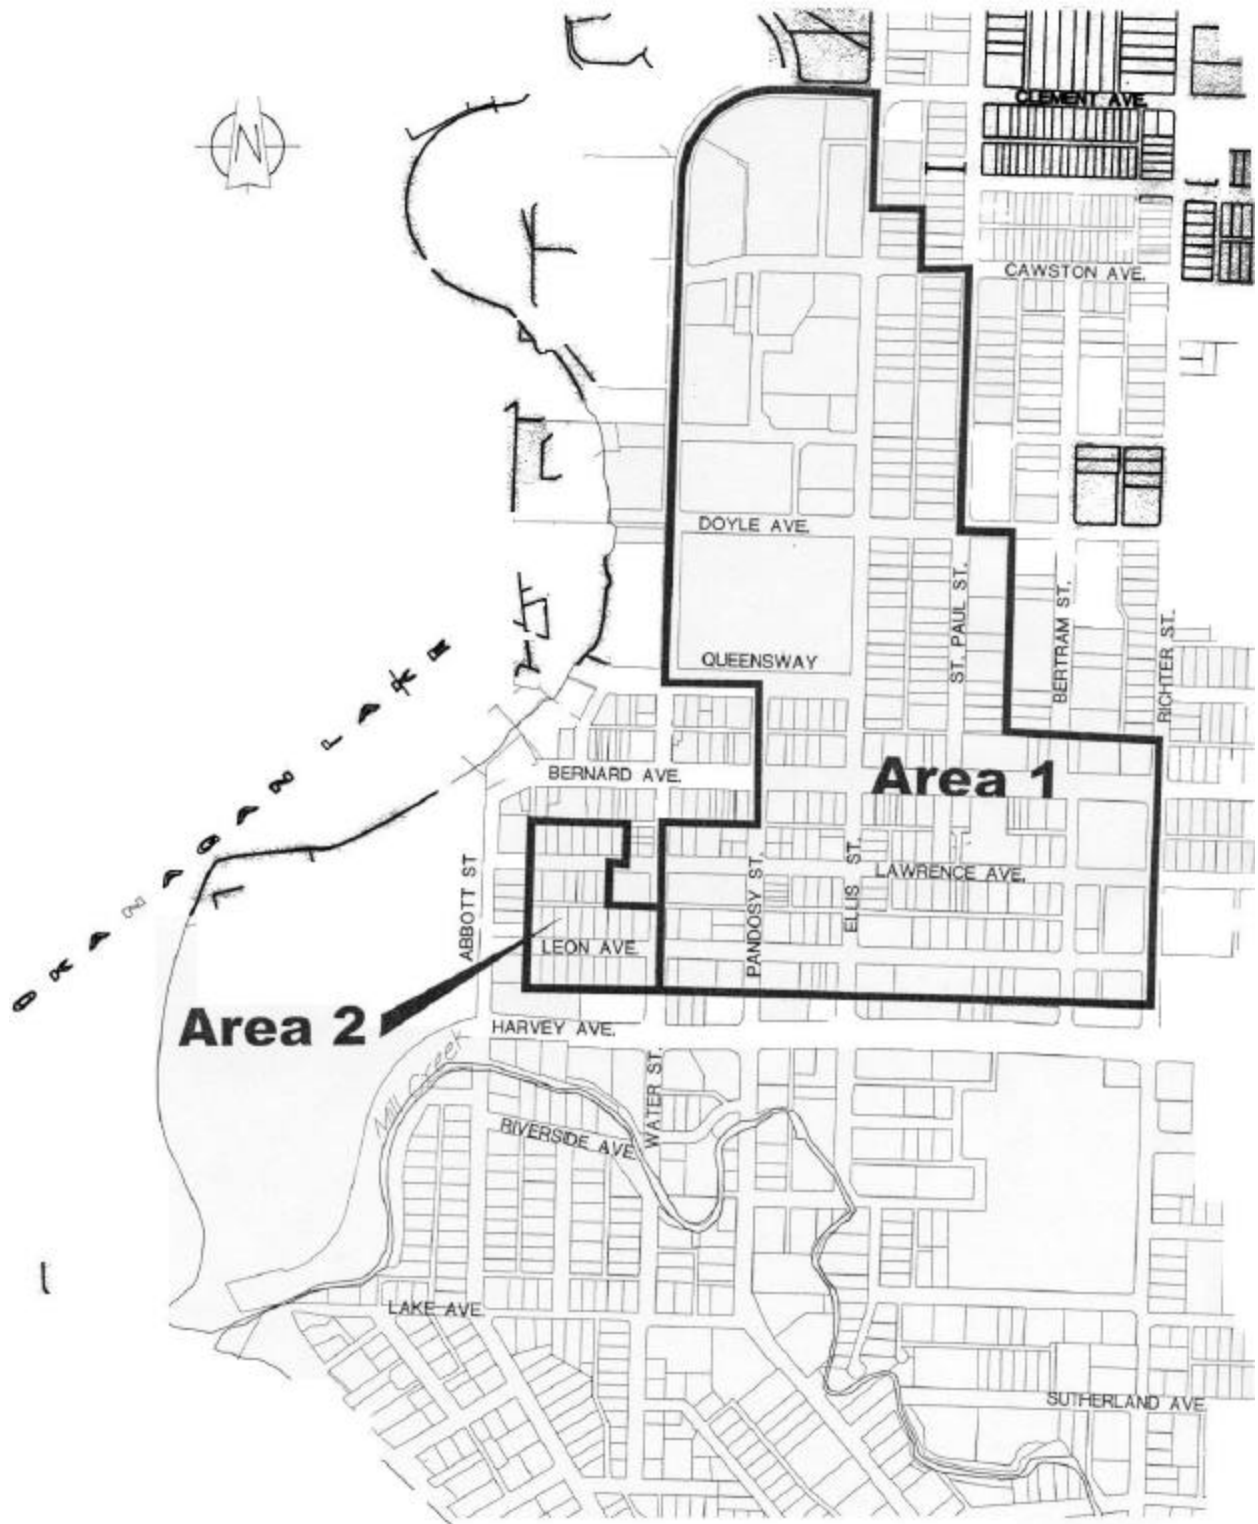 CLEMENT AVE.
N
CAWSTON AVE.
DOYLE AVE.
ST. PAUL ST.
BERTRAM ST.
RICHTER ST.
QUEENSWAY
BERNARD AVE.
Area 1
OKANAGAN LAKE
ABBOTT ST
PANDOSY ST.
ELLIS ST.
LAWRENCE AVE.
LEON AVE.
Area 2
HARVEY AVE.
Mill Creek
WATER ST.
RIVERSIDE AVE.
LAKE AVE.
SUTHERLAND AVE.